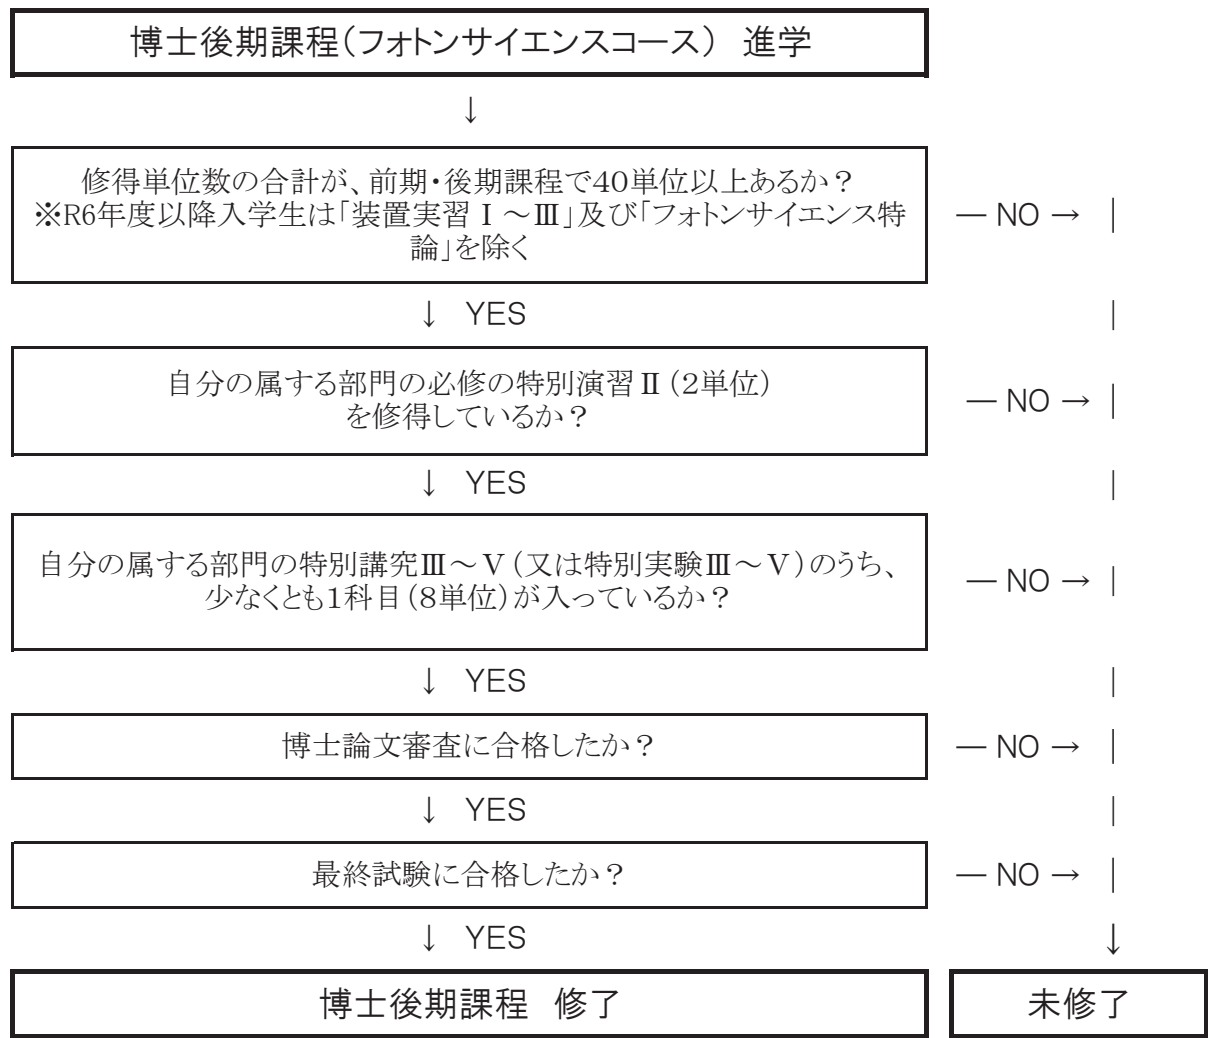 博士後期課程（フォトンサイエンスコース）　進学
↓
修得単位数の合計が、前期・後期課程で40単位以上あるか？
※R6年度以降入学生は「装置実習Ⅰ～Ⅲ」及び「フォトンサイエンス特
論」を除く
— NO → ｜
↓ YES ｜
自分の属する部門の必修の特別演習Ⅱ（2単位）
を修得しているか？
— NO → ｜
↓ YES ｜
自分の属する部門の特別講究Ⅲ～Ⅴ（又は特別実験Ⅲ～Ⅴ）のうち、
少なくとも1科目（8単位）が入っているか？
— NO → ｜
↓ YES ｜
博士論文審査に合格したか？ — NO → ｜
↓ YES ｜
最終試験に合格したか？ — NO → ｜
↓ YES ↓
博士後期課程　修了 未修了